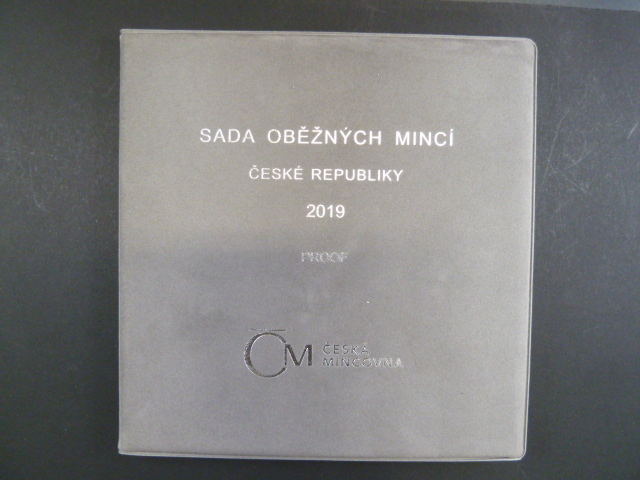 SADA OBĚŽNÝCH MINCÍ
ČESKÉ REPUBLIKY
2019
PROOF
ČM ČESKÁ
MINCOVNA